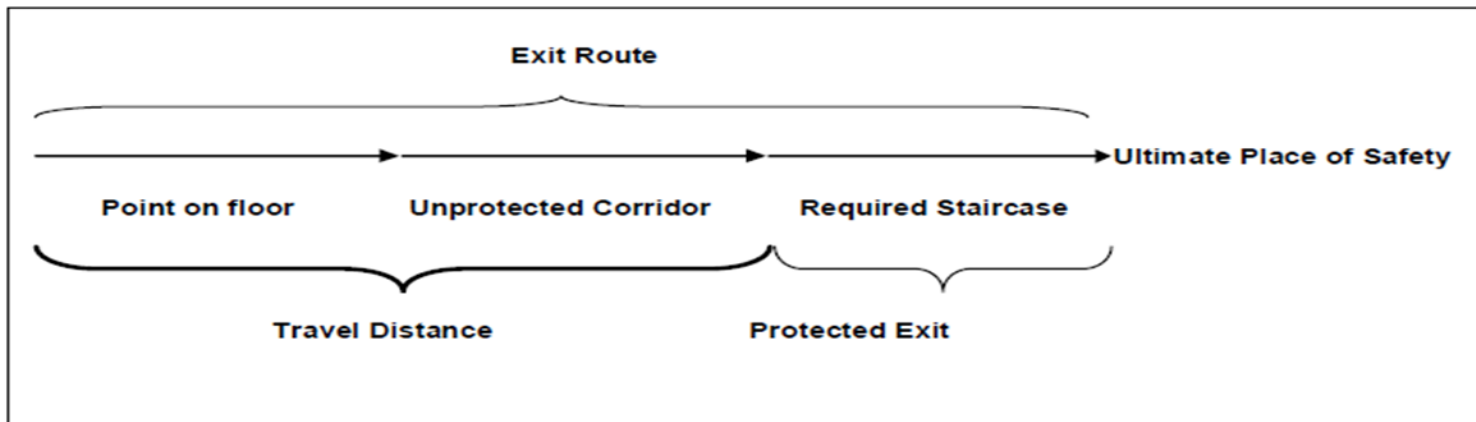 Exit Route
Ultimate Place of Safety
Point on floor
Unprotected Corridor
Required Staircase
Travel Distance
Protected Exit